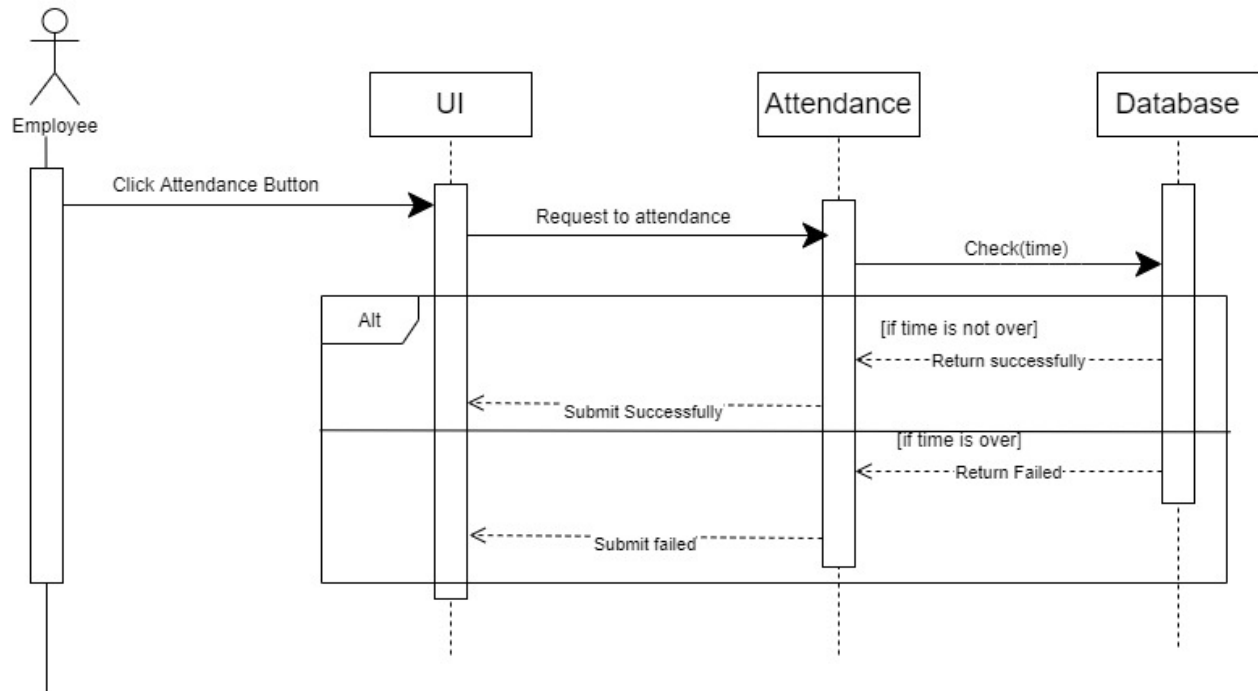 Employee
UI
Attendance
Database
Click Attendance Button
Request to attendance
Check(time)
Alt
[if time is not over]
Return successfully
Submit Successfully
[if time is over]
Return Failed
Submit failed